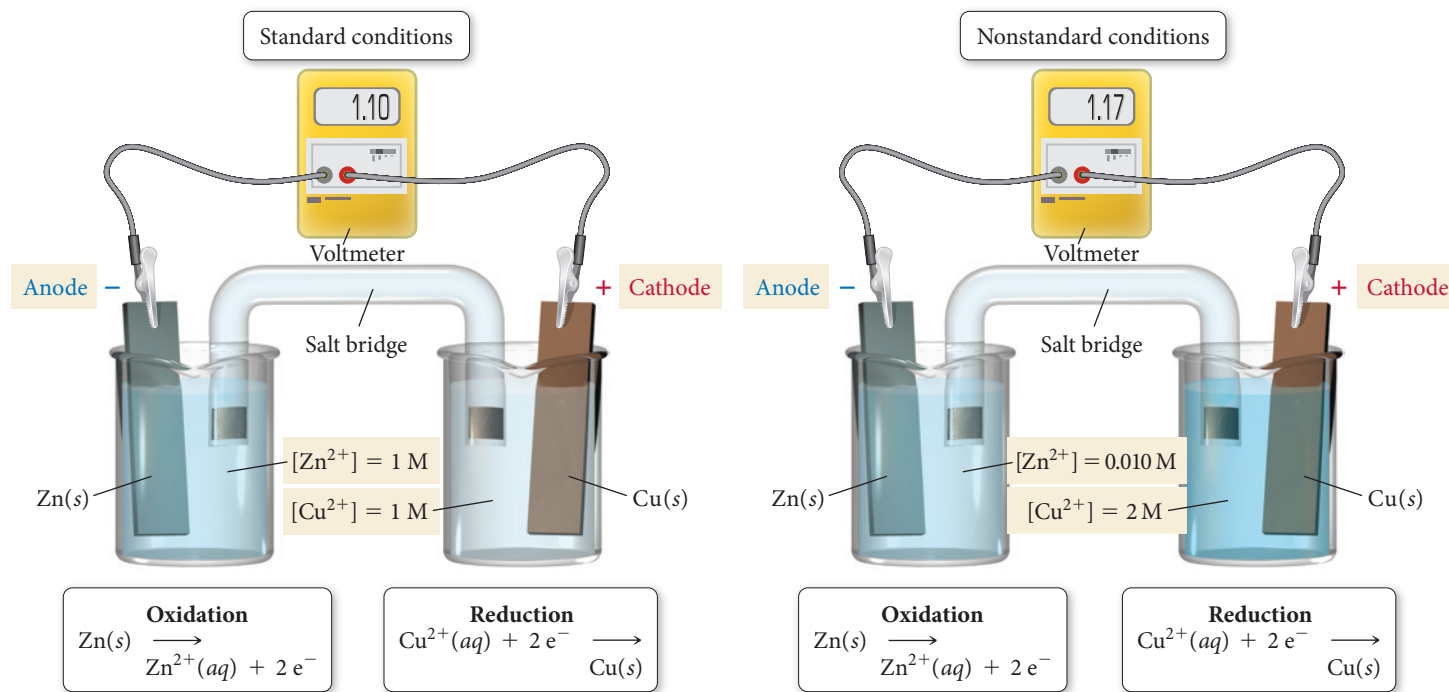 Standard conditions
1.10
Voltmeter
Anode −
+ Cathode
Salt bridge
[Zn²⁺] = 1 M
Zn(s)
[Cu²⁺] = 1 M
Cu(s)
Oxidation
Zn(s) ⟶
Zn²⁺(aq) + 2 e⁻
Reduction
Cu²⁺(aq) + 2 e⁻ ⟶
Cu(s)
Nonstandard conditions
1.17
Voltmeter
Anode −
+ Cathode
Salt bridge
[Zn²⁺] = 0.010 M
Zn(s)
[Cu²⁺] = 2 M
Cu(s)
Oxidation
Zn(s) ⟶
Zn²⁺(aq) + 2 e⁻
Reduction
Cu²⁺(aq) + 2 e⁻ ⟶
Cu(s)